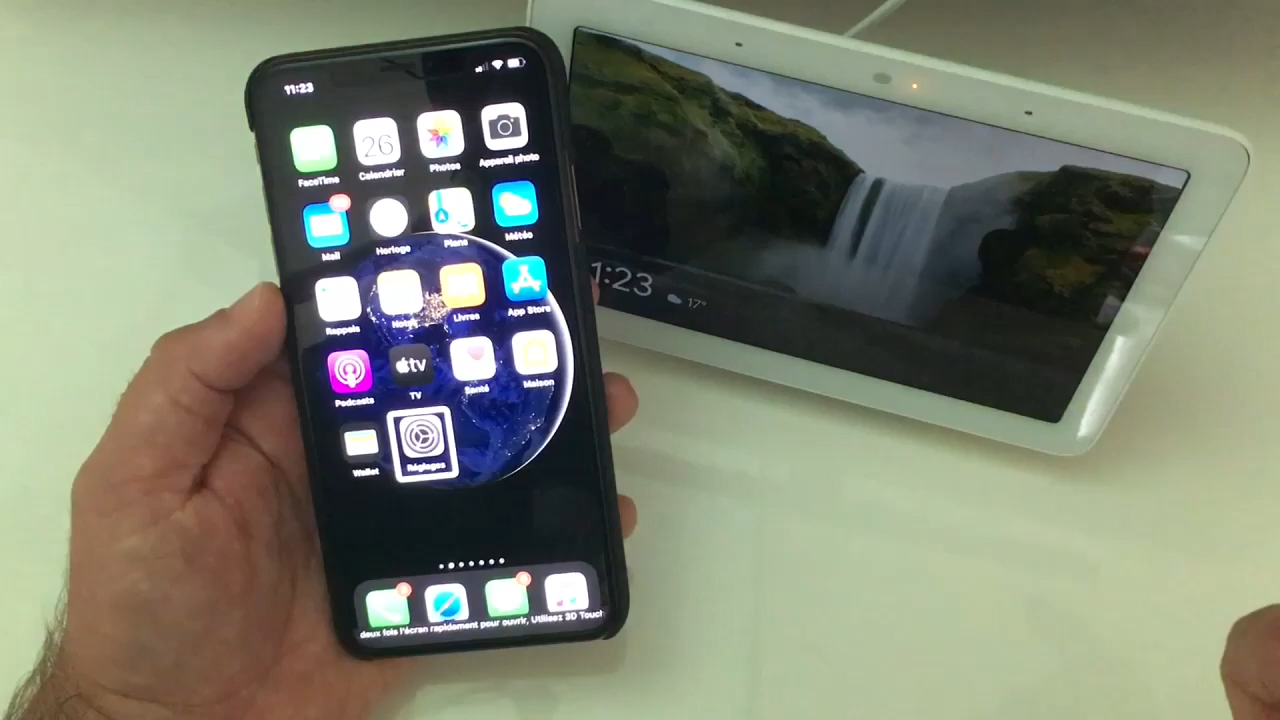 11:23
FaceTime
26
Calendrier
Photos
Appareil photo
Mail
Horloge
Plans
Météo
Rappels
Notes
Livres
App Store
Podcasts
tv
TV
Santé
Maison
Wallet
Réglages
deux fois l'écran rapidement pour ouvrir, Utilisez 3D Touch
1:23
17°